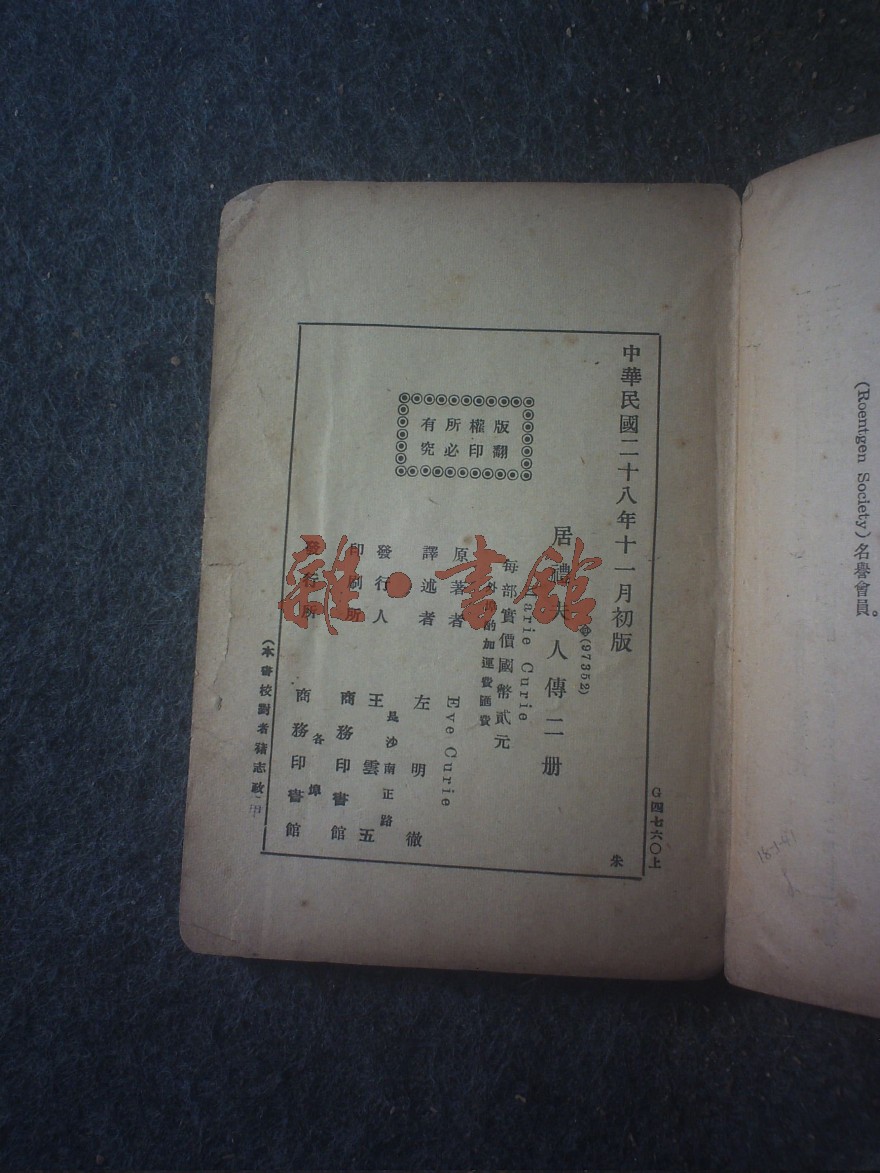 中華民國二十八年十一月初版
版權所有
翻印必究
(97352)
居禮夫人傳二册
Marie Curie
每部實價國幣貳元
外埠酌加運費匯費
原著者 Eve Curie
譯述者 左明徹
發行人 王雲五
長沙南正路
印刷所 商務印書館
發行所 商務印書館
各埠
(本書校對者 志政
G四七六〇上
朱
雜·書館
(Roentgen Society)名譽會員。
18-1-41